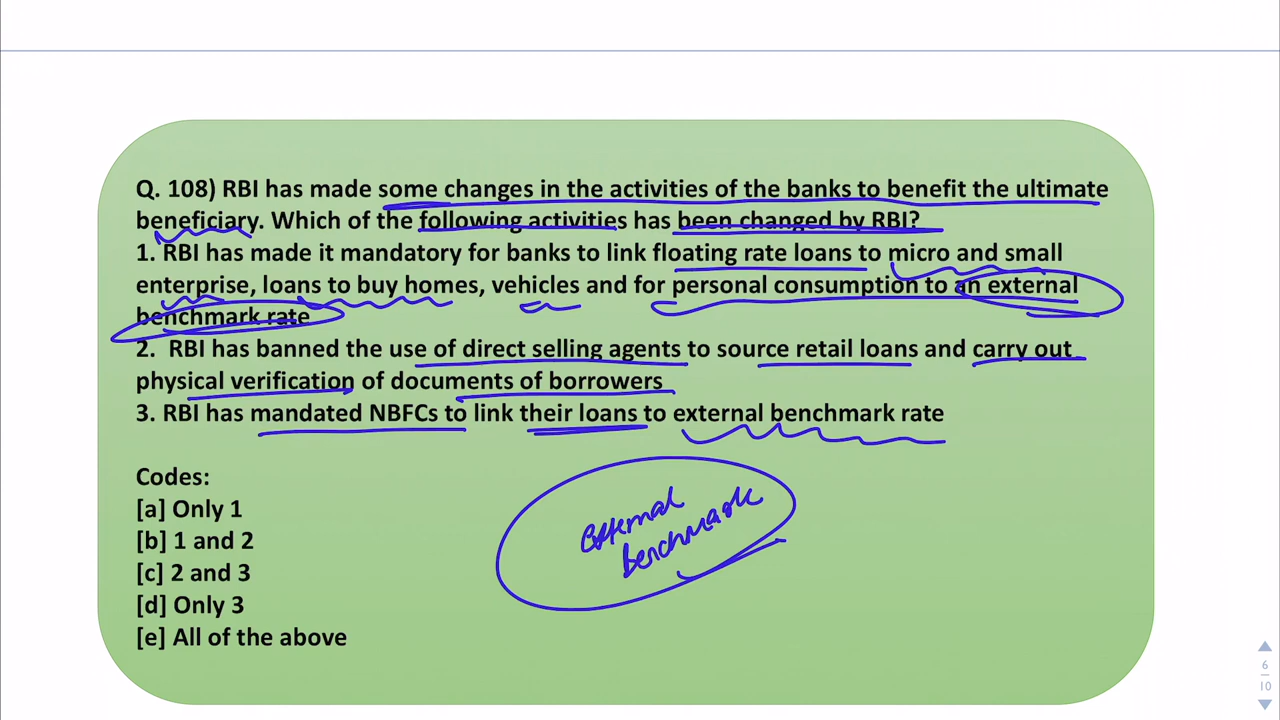 Q. 108) RBI has made some changes in the activities of the banks to benefit the ultimate
beneficiary. Which of the following activities has been changed by RBI?
1. RBI has made it mandatory for banks to link floating rate loans to micro and small
enterprise, loans to buy homes, vehicles and for personal consumption to an external
benchmark rate
2. RBI has banned the use of direct selling agents to source retail loans and carry out
physical verification of documents of borrowers
3. RBI has mandated NBFCs to link their loans to external benchmark rate
Codes:
[a] Only 1
[b] 1 and 2
[c] 2 and 3
[d] Only 3
[e] All of the above
external
benchmark
6
10